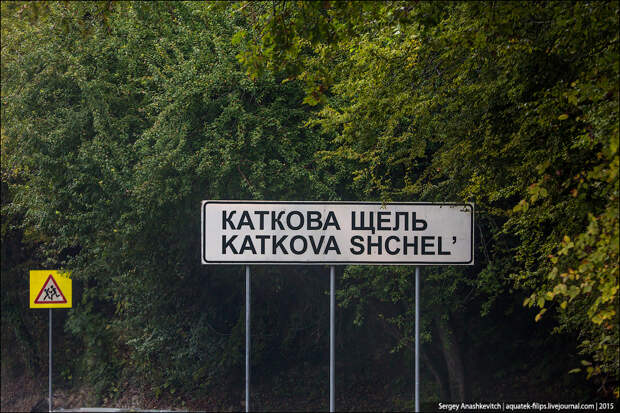 КАТКОВА ЩЕЛЬ
KATKOVA SHCHEL'
Sergey Anashkevitch | aquatek-filips.livejournal.com | 2015